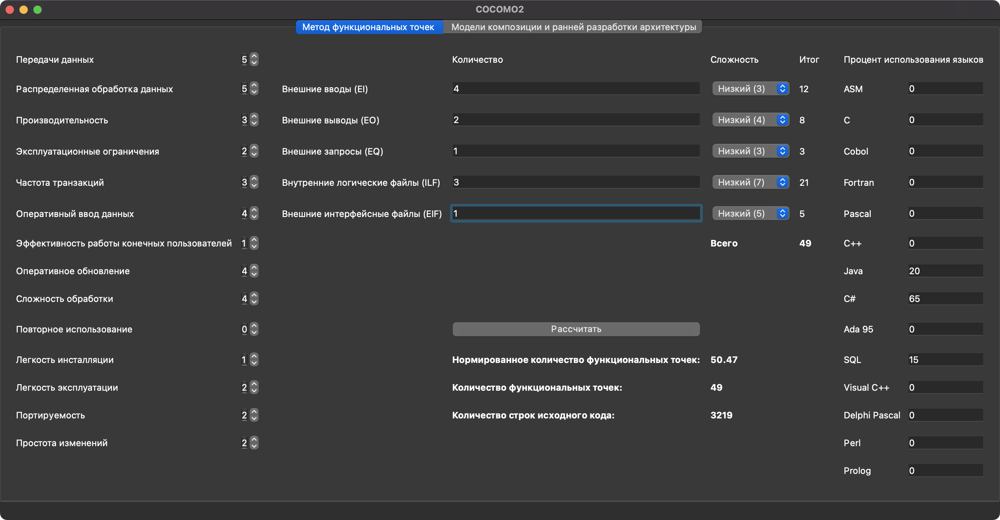 COCOMO2
Метод функциональных точек Модели композиции и ранней разработки архитектуры
Передачи данных 5 Количество Сложность Итог Процент использования языков
Распределенная обработка данных 5 Внешние вводы (EI) 4 Низкий (3) 12 ASM 0
Производительность 3 Внешние выводы (EO) 2 Низкий (4) 8 C 0
Эксплуатационные ограничения 2 Внешние запросы (EQ) 1 Низкий (3) 3 Cobol 0
Частота транзакций 3 Внутренние логические файлы (ILF) 3 Низкий (7) 21 Fortran 0
Оперативный ввод данных 4 Внешние интерфейсные файлы (EIF) 1 Низкий (5) 5 Pascal 0
Эффективность работы конечных пользователей 1 Всего 49 C++ 0
Оперативное обновление 4 Java 20
Сложность обработки 4 C# 65
Повторное использование 0 Рассчитать Ada 95 0
Легкость инсталляции 1 Нормированное количество функциональных точек: 50.47 SQL 15
Легкость эксплуатации 2 Количество функциональных точек: 49 Visual C++ 0
Портируемость 2 Количество строк исходного кода: 3219 Delphi Pascal 0
Простота изменений 2 Perl 0
Prolog 0